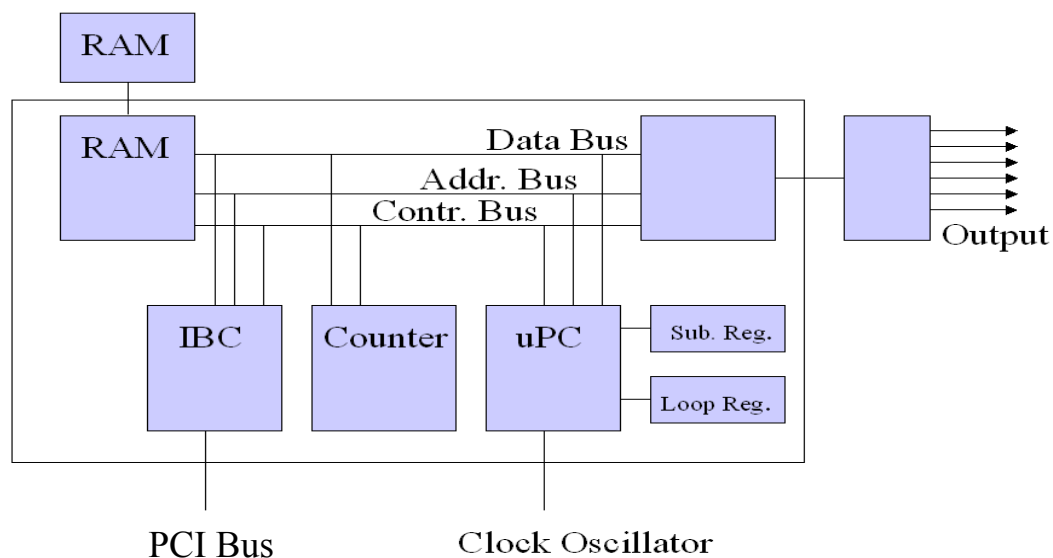 RAM
RAM
Data Bus
Addr. Bus
Contr. Bus
Output
IBC
Counter
uPC
Sub. Reg.
Loop Reg.
PCI Bus
Clock Oscillator